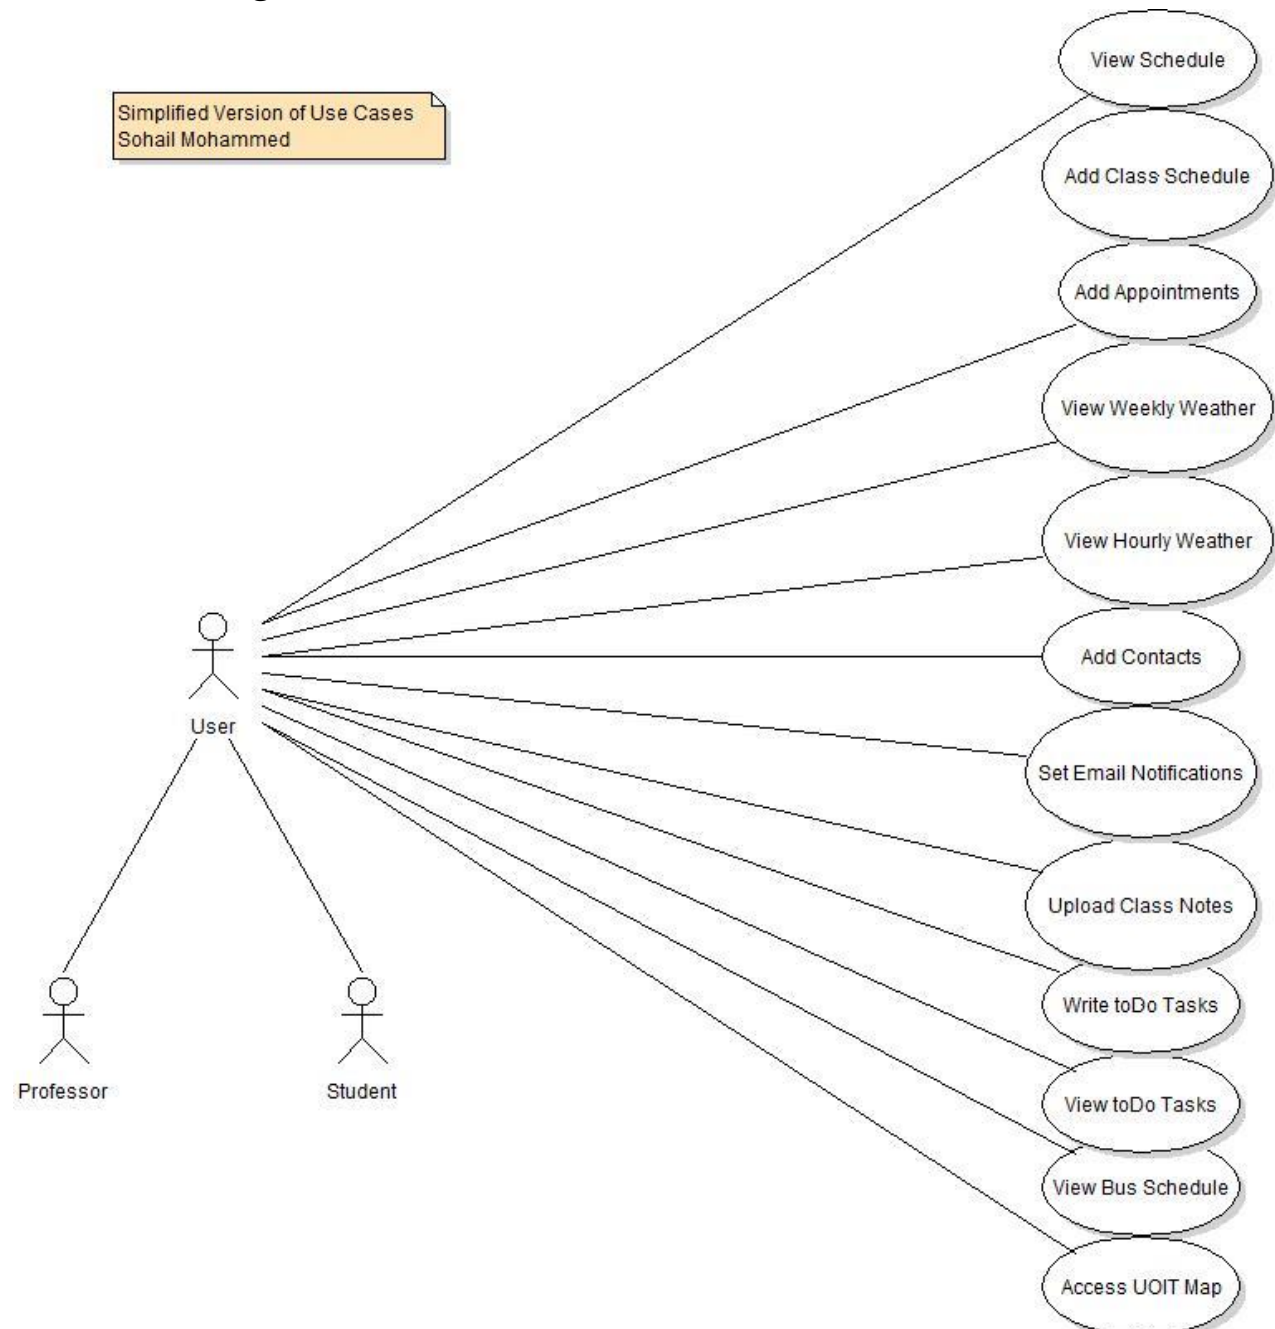 Simplified Version of Use Cases
Sohail Mohammed
View Schedule
Add Class Schedule
Add Appointments
View Weekly Weather
View Hourly Weather
Add Contacts
User
Set Email Notifications
Upload Class Notes
Write toDo Tasks
Professor
Student
View toDo Tasks
View Bus Schedule
Access UOIT Map